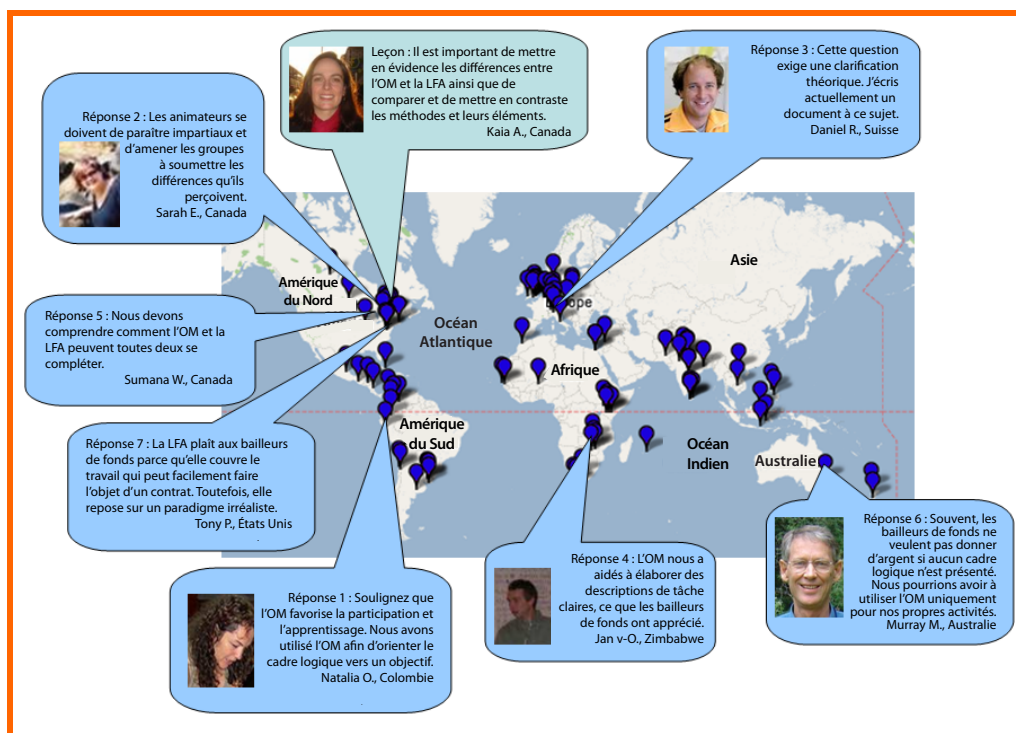 Leçon : Il est important de mettre
en évidence les différences entre
l'OM et la LFA ainsi que de
comparer et de mettre en contraste
les méthodes et leurs éléments.
Kaia A., Canada
Réponse 3 : Cette question
exige une clarification
théorique. J'écris
actuellement un
document à ce sujet.
Daniel R., Suisse
Réponse 2 : Les animateurs se
doivent de paraître impartiaux et
d'amener les groupes
à soumettre les
différences qu'ils
perçoivent.
Sarah E., Canada
Asie
Amérique
du Nord
Europe
Océan
Atlantique
Réponse 5 : Nous devons
comprendre comment l'OM et la
LFA peuvent toutes deux se
compléter.
Sumana W., Canada
Afrique
Amérique
du Sud
Océan
Indien
Australie
Réponse 7 : La LFA plaît aux bailleurs
de fonds parce qu'elle couvre le
travail qui peut facilement faire
l'objet d'un contrat. Toutefois, elle
repose sur un paradigme irréaliste.
Tony P., États Unis
Réponse 6 : Souvent, les
bailleurs de fonds ne
veulent pas donner
d'argent si aucun cadre
logique n'est présenté.
Nous pourrions avoir à
utiliser l'OM uniquement
pour nos propres activités.
Murray M., Australie
Réponse 4 : L'OM nous a
aidés à élaborer des
descriptions de tâche
claires, ce que les bailleurs
de fonds ont apprécié.
Jan v-O., Zimbabwe
Réponse 1 : Soulignez que
l'OM favorise la participation et
l'apprentissage. Nous avons
utilisé l'OM afin d'orienter le
cadre logique vers un objectif.
Natalia O., Colombie